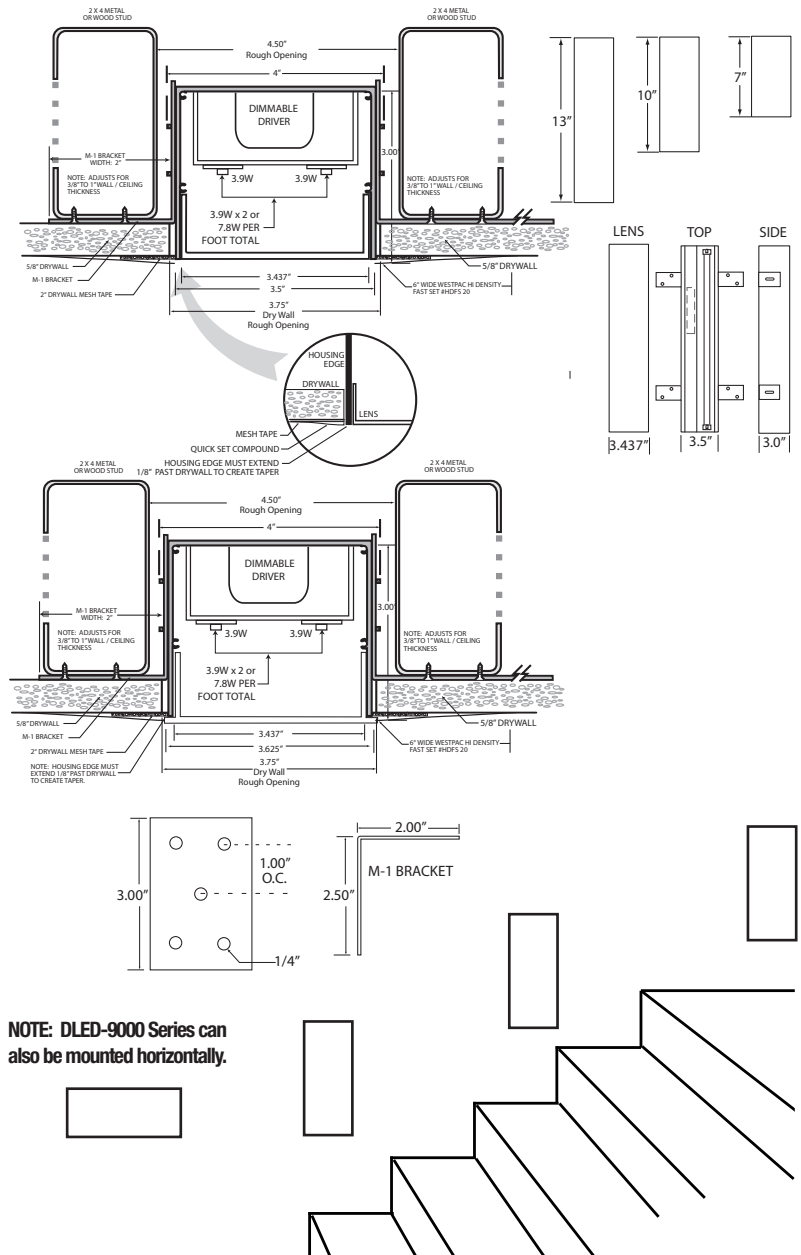 2 X 4 METAL
OR WOOD STUD
2 X 4 METAL
OR WOOD STUD
4.50"
Rough Opening
4"
DIMMABLE
DRIVER
3.00"
M-1 BRACKET
WIDTH: 2"
NOTE: ADJUSTS FOR
3/8"TO 1"WALL / CEILING
THICKNESS
3.9W
3.9W
NOTE: ADJUSTS FOR
3/8"TO 1"WALL / CEILING
THICKNESS
3.9W x 2 or
7.8W PER
FOOT TOTAL
5/8" DRYWALL
M-1 BRACKET
2" DRYWALL MESH TAPE
3.437"
3.5"
3.75"
Dry Wall
Rough Opening
5/8" DRYWALL
6" WIDE WESTPAC HI DENSITY
FAST SET #HDFS 20
13"
10"
7"
LENS
TOP
SIDE
3.437"
3.5"
3.0"
HOUSING
EDGE
DRYWALL
LENS
MESH TAPE
QUICK SET COMPOUND
HOUSING EDGE MUST EXTEND
1/8" PAST DRYWALL TO CREATE TAPER
2 X 4 METAL
OR WOOD STUD
2 X 4 METAL
OR WOOD STUD
4.50"
Rough Opening
4"
DIMMABLE
DRIVER
3.00"
M-1 BRACKET
WIDTH: 2"
NOTE: ADJUSTS FOR
3/8"TO 1"WALL / CEILING
THICKNESS
3.9W
3.9W
NOTE: ADJUSTS FOR
3/8"TO 1"WALL / CEILING
THICKNESS
3.9W x 2 or
7.8W PER
FOOT TOTAL
5/8" DRYWALL
M-1 BRACKET
2" DRYWALL MESH TAPE
NOTE: HOUSING EDGE MUST
EXTEND 1/8" PAST DRYWALL
TO CREATE TAPER.
3.437"
3.625"
3.75"
Dry Wall
Rough Opening
5/8" DRYWALL
6" WIDE WESTPAC HI DENSITY
FAST SET #HDFS 20
3.00"
1.00"
O.C.
1/4"
2.00"
2.50"
M-1 BRACKET
NOTE: DLED-9000 Series can
also be mounted horizontally.